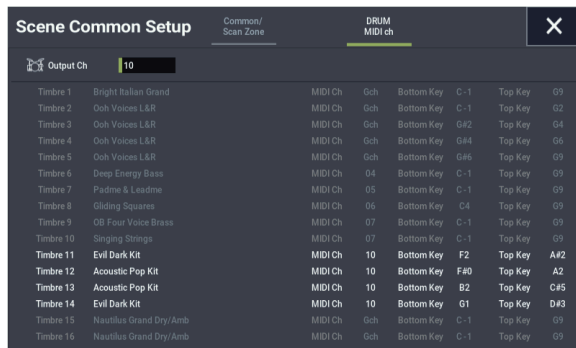 Scene Common Setup
Common/
Scan Zone
DRUM
MIDI ch
Output Ch 10
Timbre 1 Bright Italian Grand MIDI Ch Gch Bottom Key C -1 Top Key G9
Timbre 2 Ooh Voices L&R MIDI Ch Gch Bottom Key C -1 Top Key G2
Timbre 3 Ooh Voices L&R MIDI Ch Gch Bottom Key G#2 Top Key G4
Timbre 4 Ooh Voices L&R MIDI Ch Gch Bottom Key G#4 Top Key G6
Timbre 5 Ooh Voices L&R MIDI Ch Gch Bottom Key G#6 Top Key G9
Timbre 6 Deep Energy Bass MIDI Ch 04 Bottom Key C -1 Top Key G9
Timbre 7 Padme & Leadme MIDI Ch 05 Bottom Key C -1 Top Key G9
Timbre 8 Gliding Squares MIDI Ch 06 Bottom Key C4 Top Key G9
Timbre 9 OB Four Voice Brass MIDI Ch 07 Bottom Key C -1 Top Key G9
Timbre 10 Singing Strings MIDI Ch 07 Bottom Key C -1 Top Key G9
Timbre 11 Evil Dark Kit MIDI Ch 10 Bottom Key F2 Top Key A#2
Timbre 12 Acoustic Pop Kit MIDI Ch 10 Bottom Key F#0 Top Key A2
Timbre 13 Acoustic Pop Kit MIDI Ch 10 Bottom Key B2 Top Key C#5
Timbre 14 Evil Dark Kit MIDI Ch 10 Bottom Key G1 Top Key D#3
Timbre 15 Nautilus Grand Dry/Amb MIDI Ch Gch Bottom Key C -1 Top Key G9
Timbre 16 Nautilus Grand Dry/Amb MIDI Ch Gch Bottom Key C -1 Top Key G9